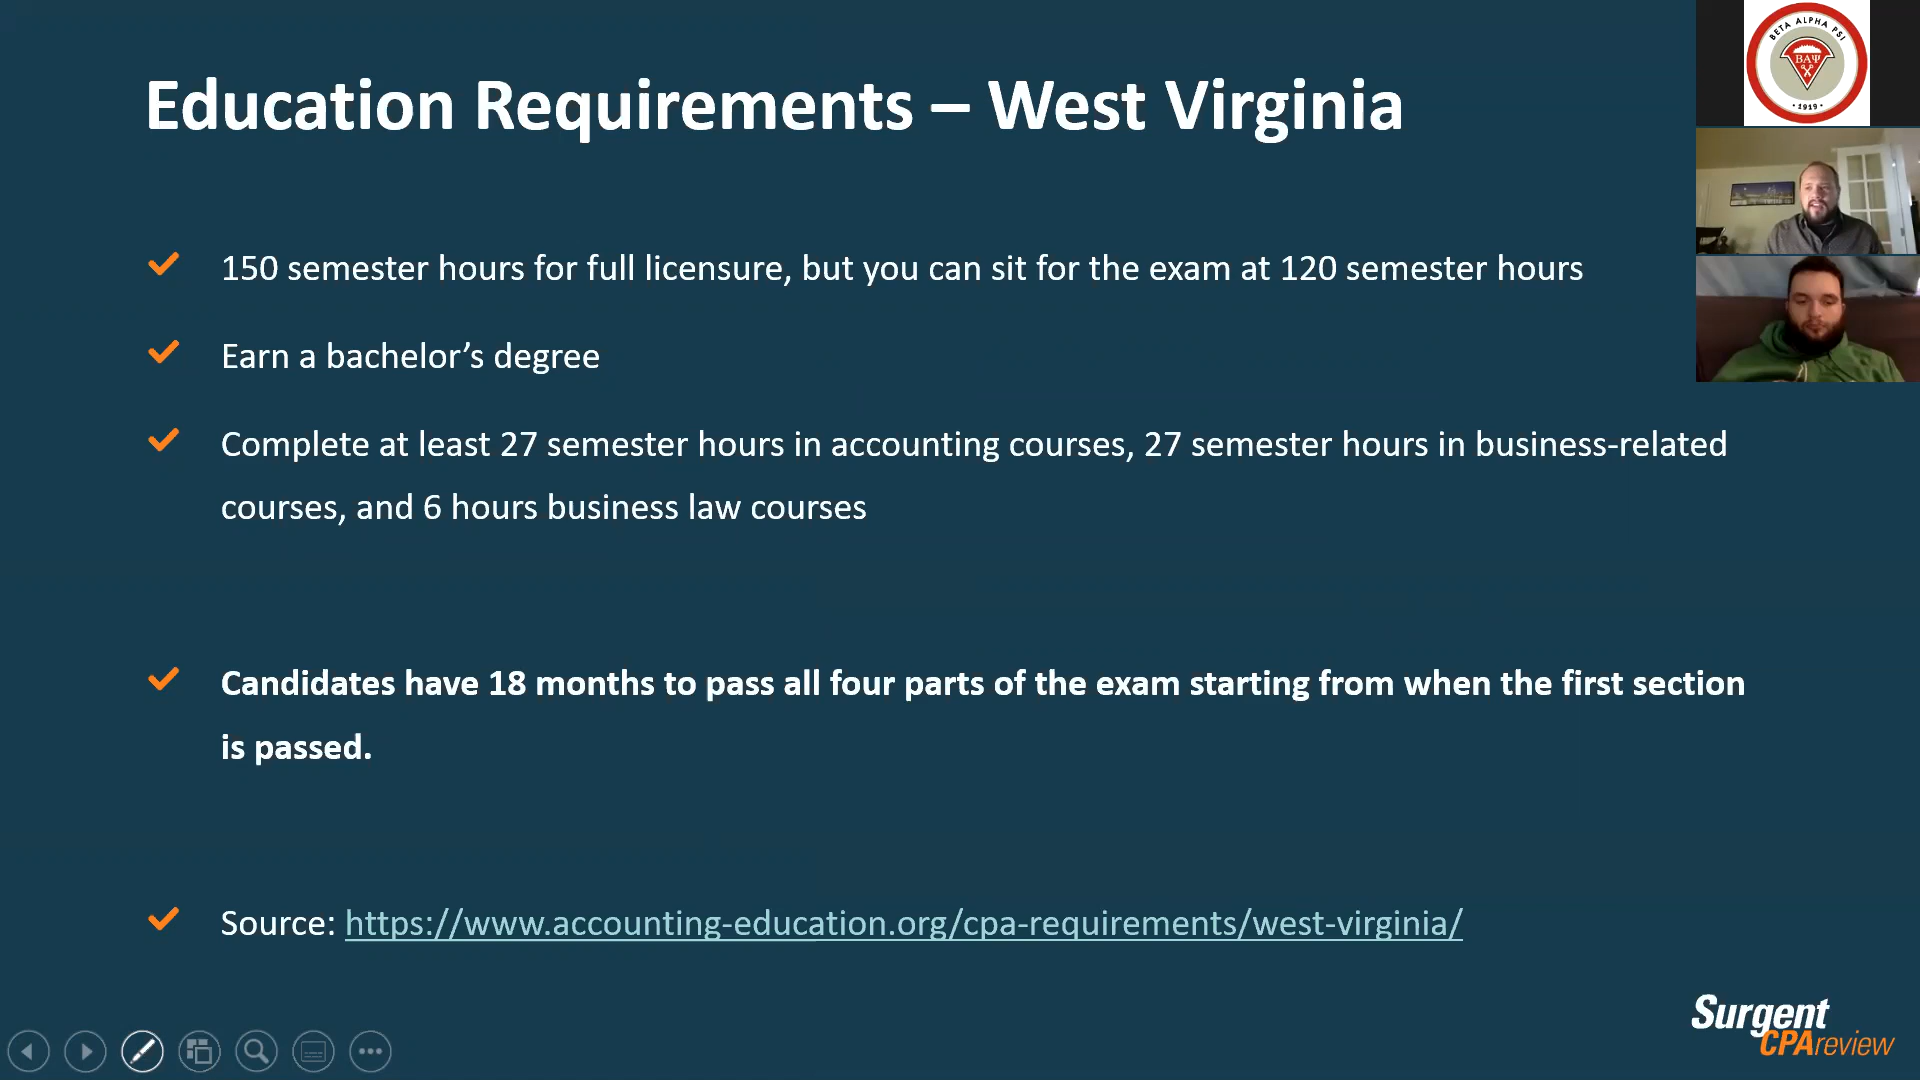 Education Requirements – West Virginia
150 semester hours for full licensure, but you can sit for the exam at 120 semester hours
Earn a bachelor’s degree
Complete at least 27 semester hours in accounting courses, 27 semester hours in business-related
courses, and 6 hours business law courses
Candidates have 18 months to pass all four parts of the exam starting from when the first section
is passed.
Source: https://www.accounting-education.org/cpa-requirements/west-virginia/
BETA ALPHA PSI
ΒΑΨ
• 1919 •
Surgent
CPAreview